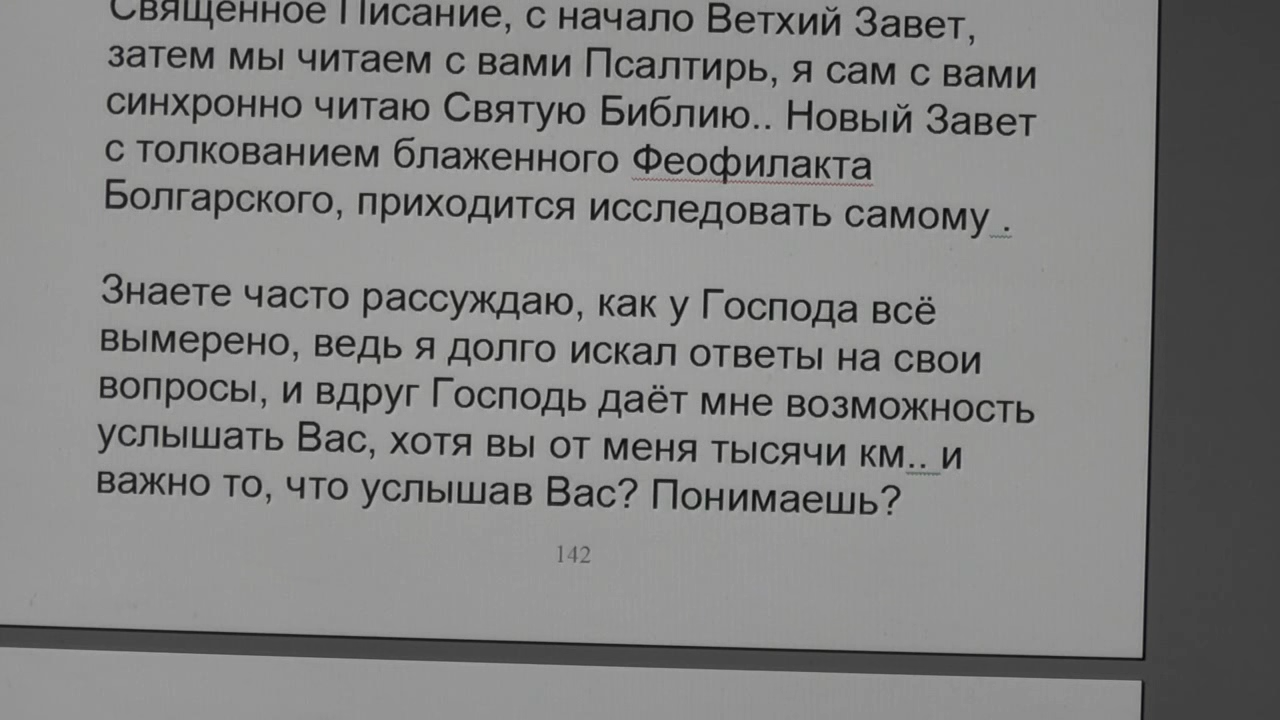 Священное Писание, с начало Ветхий Завет,
затем мы читаем с вами Псалтирь, я сам с вами
синхронно читаю Святую Библию.. Новый Завет
с толкованием блаженного Феофилакта
Болгарского, приходится исследовать самому .
Знаете часто рассуждаю, как у Господа всё
вымерено, ведь я долго искал ответы на свои
вопросы, и вдруг Господь даёт мне возможность
услышать Вас, хотя вы от меня тысячи км.. и
важно то, что услышав Вас? Понимаешь?
142